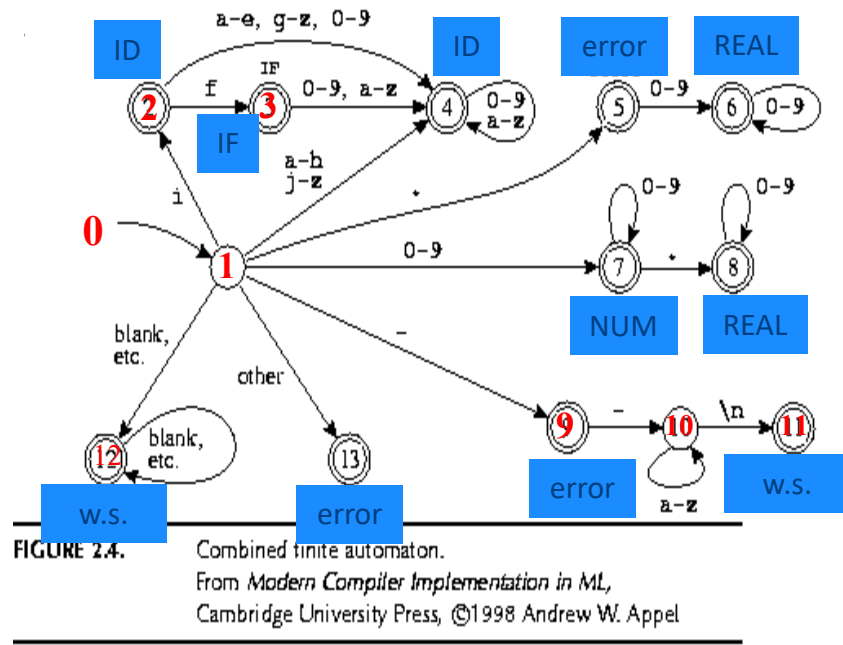 a-e, g-z, 0-9
ID
ID
error
REAL
IF
2
f
3
0-9, a-z
4
0-9
a-z
5
0-9
6
0-9
IF
a-h
j-z
i
.
0-9
0-9
0
1
0-9
7
.
8
NUM
REAL
blank,
etc.
other
-
9
-
10
\n
11
12
blank,
etc.
13
error
a-z
w.s.
w.s.
error
FIGURE 2.4.
Combined finite automaton.
From Modern Compiler Implementation in ML,
Cambridge University Press, ©1998 Andrew W. Appel